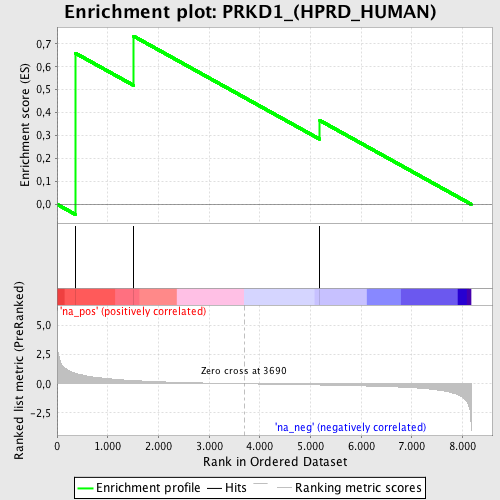 Enrichment plot: PRKD1_(HPRD_HUMAN)
Enrichment score (ES)
0,7
0,6
0,5
0,4
0,3
0,2
0,1
0,0
'na_pos' (positively correlated)
Ranked list metric (PreRanked)
5,0
2,5
0,0
-2,5
Zero cross at 3690
'na_neg' (negatively correlated)
0 1.000 2.000 3.000 4.000 5.000 6.000 7.000 8.000
Rank in Ordered Dataset
Enrichment profile Hits Ranking metric scores